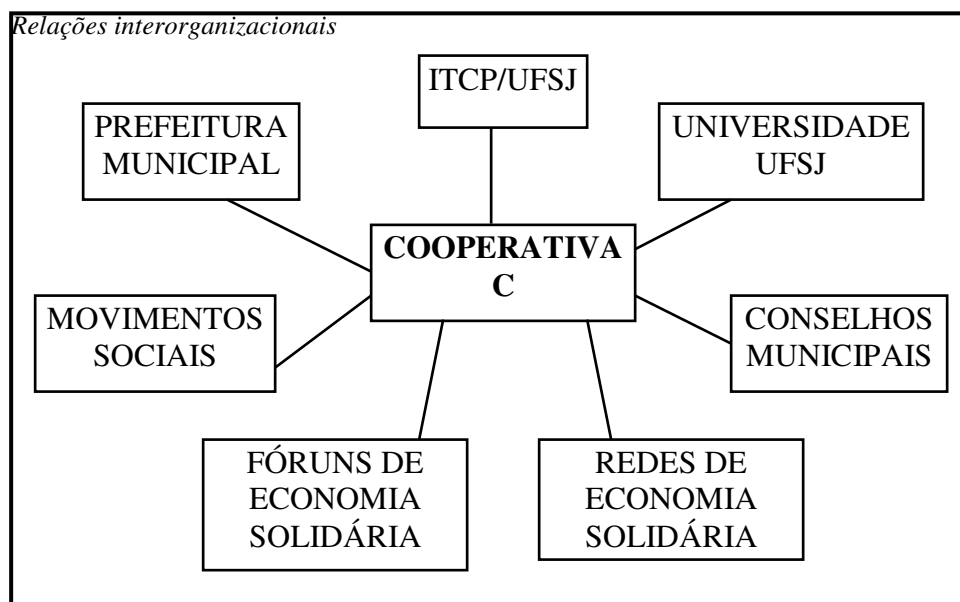 Relações interorganizacionais
ITCP/UFSJ
PREFEITURA
MUNICIPAL
UNIVERSIDADE
UFSJ
COOPERATIVA
C
MOVIMENTOS
SOCIAIS
CONSELHOS
MUNICIPAIS
FÓRUNS DE
ECONOMIA
SOLIDÁRIA
REDES DE
ECONOMIA
SOLIDÁRIA